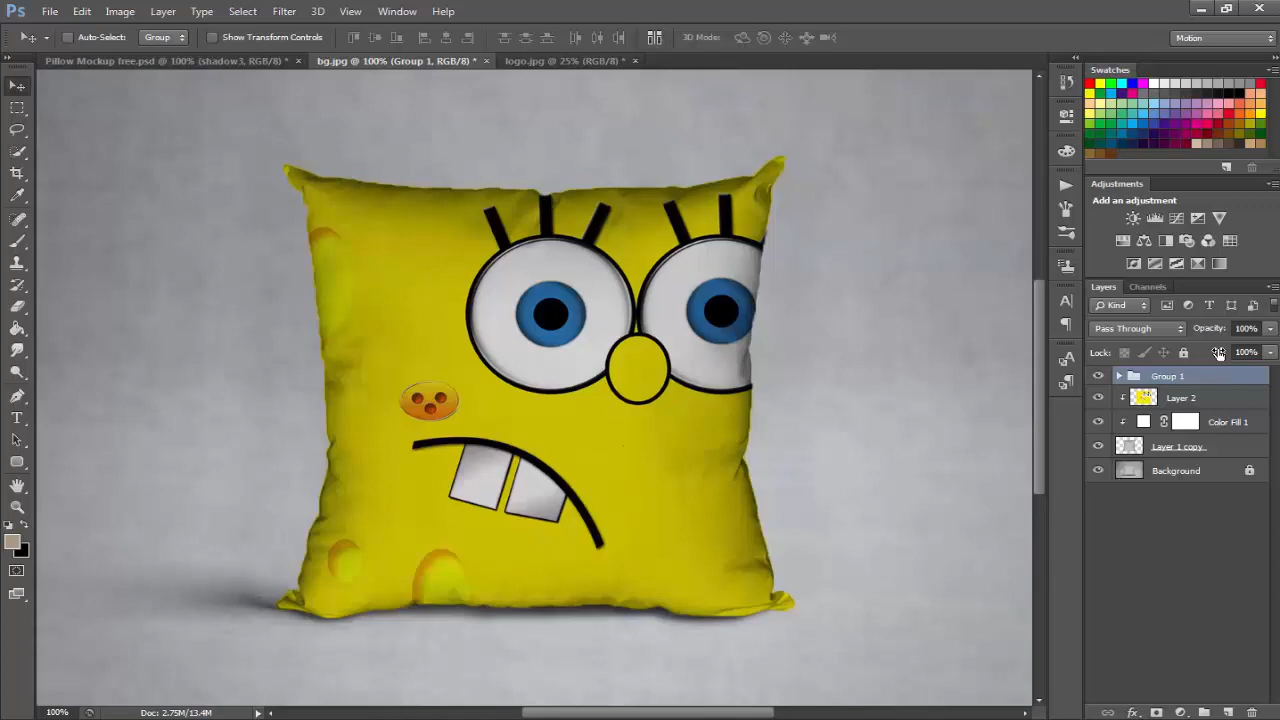 Ps File Edit Image Layer Type Select Filter 3D View Window Help
Auto-Select: Group Show Transform Controls 3D Mode: Motion
Pillow Mockup free.psd @ 100% (shadow3, RGB/8) * × bg.jpg @ 100% (Group 1, RGB/8) * × logo.jpg @ 25% (RGB/8) * ×
Swatches
Adjustments
Add an adjustment
Layers Channels
Kind
Pass Through Opacity: 100%
Lock: 100%
Group 1
Layer 2
Color Fill 1
Layer 1 copy
Background
100% Doc: 2.75M/13.4M